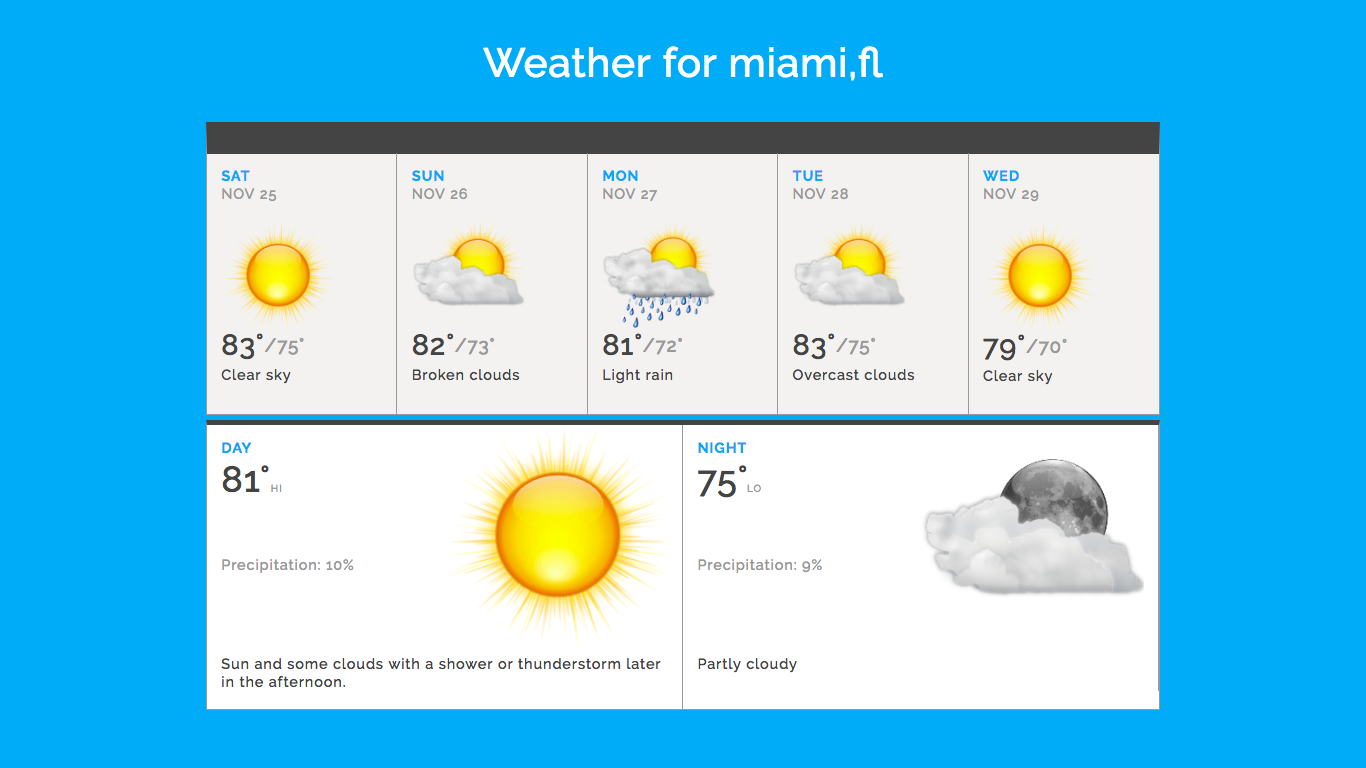 Weather for miami,fl
SAT
NOV 25
83°/75°
Clear sky
SUN
NOV 26
82°/73°
Broken clouds
MON
NOV 27
81°/72°
Light rain
TUE
NOV 28
83°/75°
Overcast clouds
WED
NOV 29
79°/70°
Clear sky
DAY
81° HI
Precipitation: 10%
Sun and some clouds with a shower or thunderstorm later
in the afternoon.
NIGHT
75° LO
Precipitation: 9%
Partly cloudy